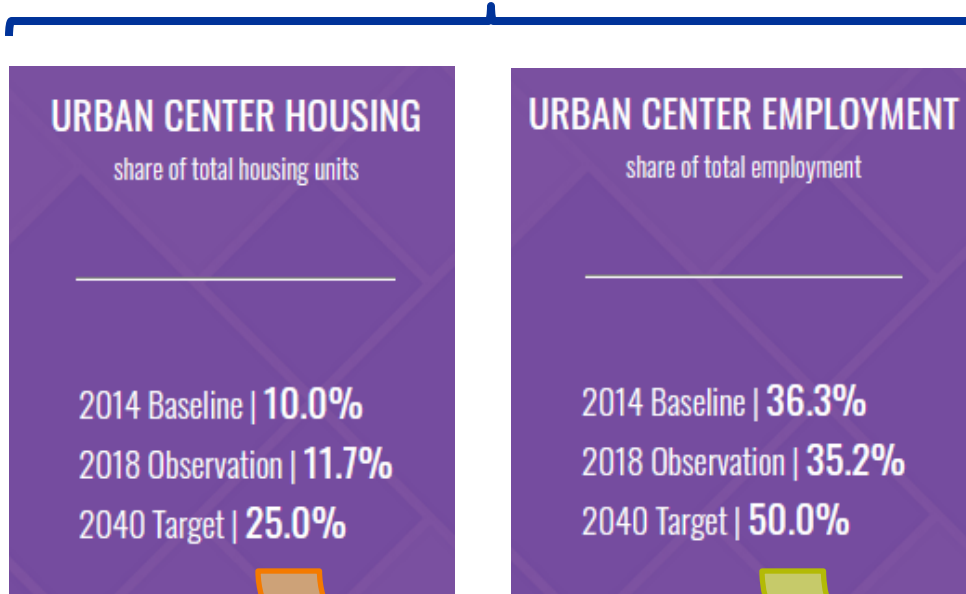 URBAN CENTER HOUSING
share of total housing units
2014 Baseline | 10.0%
2018 Observation | 11.7%
2040 Target | 25.0%
URBAN CENTER EMPLOYMENT
share of total employment
2014 Baseline | 36.3%
2018 Observation | 35.2%
2040 Target | 50.0%